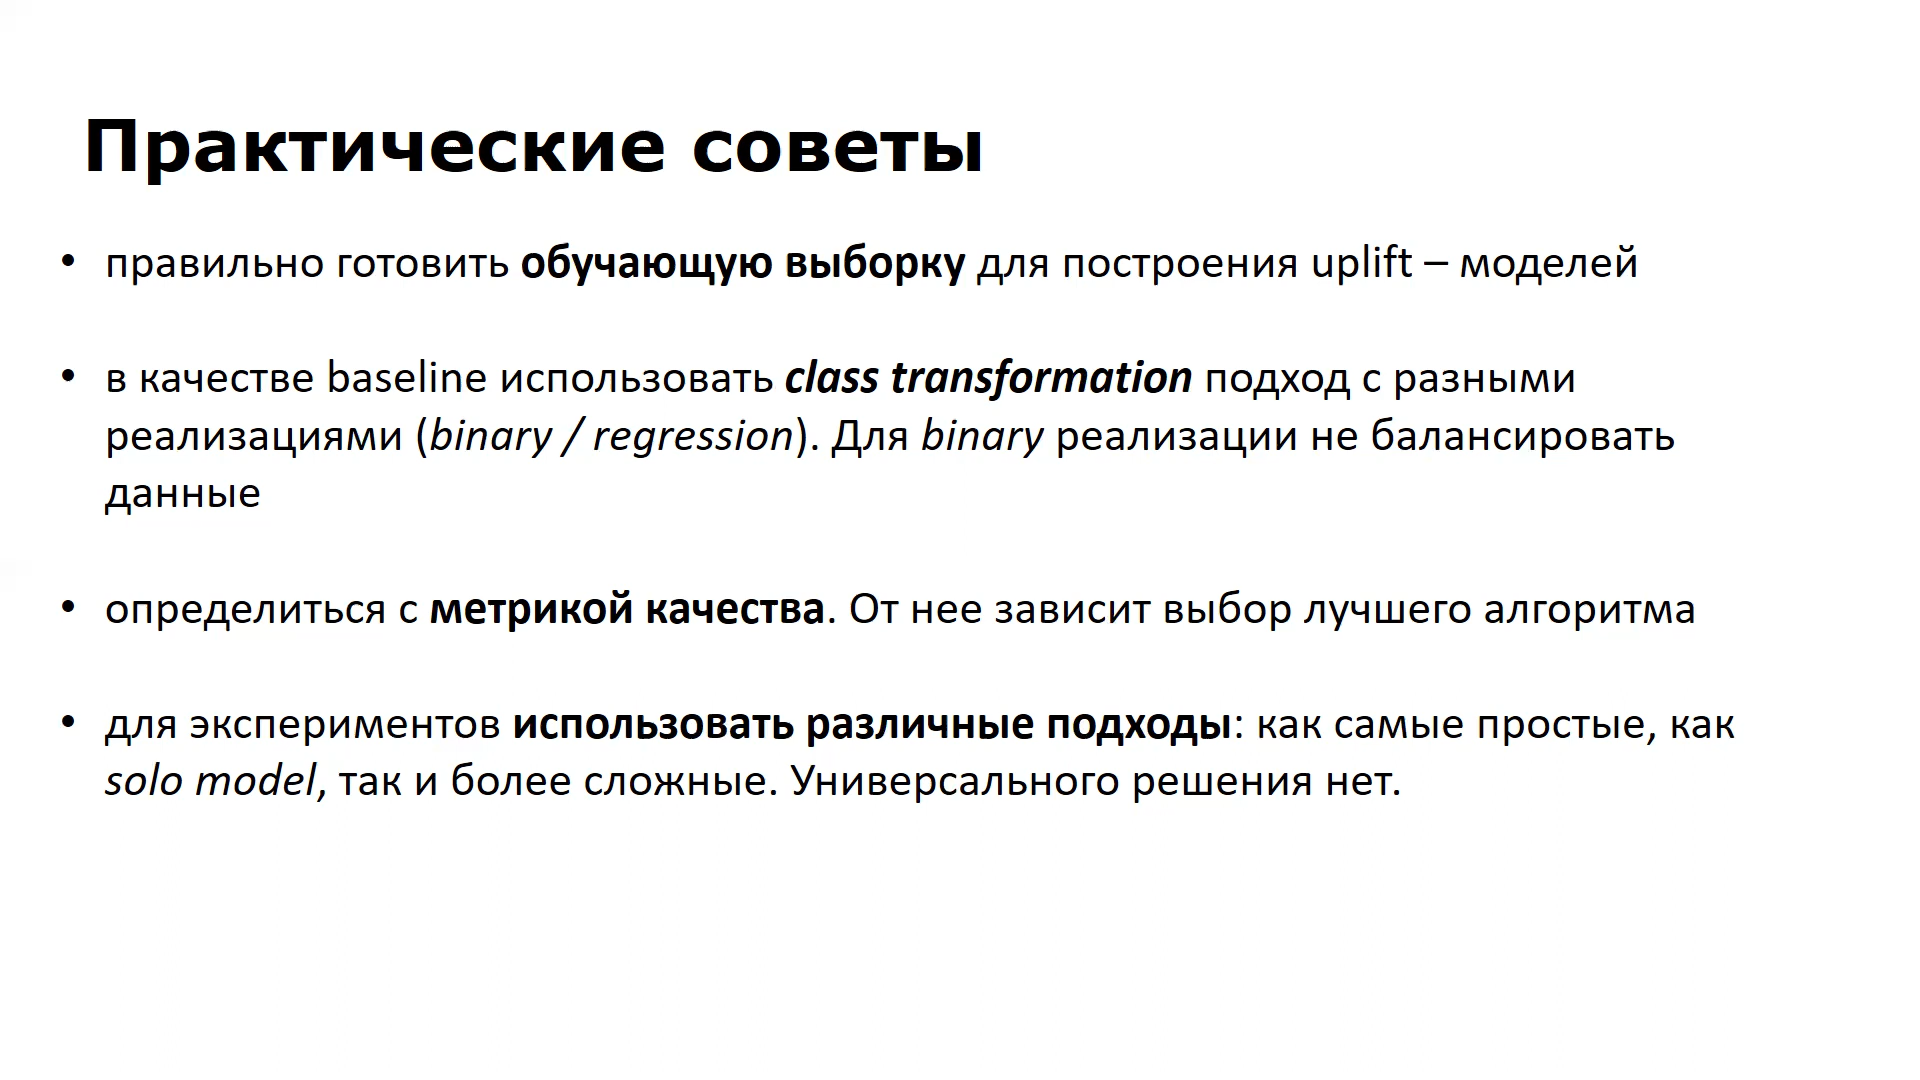 Практические советы
• правильно готовить обучающую выборку для построения uplift – моделей
• в качестве baseline использовать class transformation подход с разными
реализациями (binary / regression). Для binary реализации не балансировать
данные
• определиться с метрикой качества. От нее зависит выбор лучшего алгоритма
• для экспериментов использовать различные подходы: как самые простые, как
solo model, так и более сложные. Универсального решения нет.